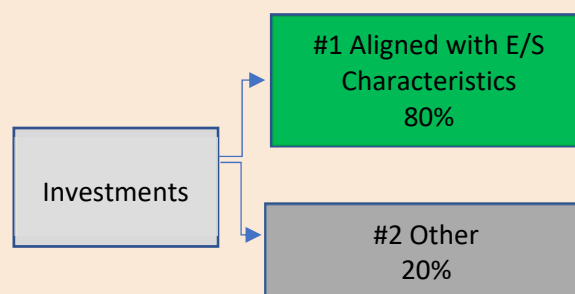 #1 Aligned with E/S
Characteristics
80%
Investments
#2 Other
20%